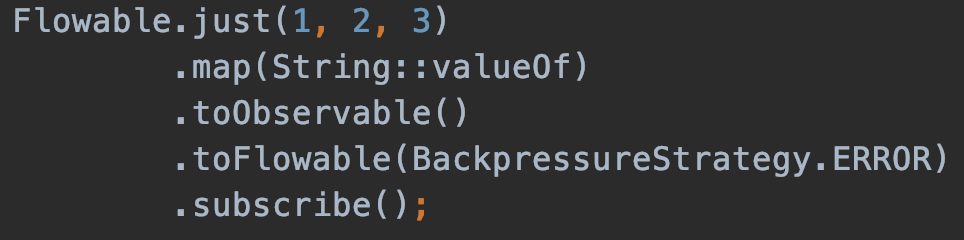 Flowable.just(1, 2, 3)
.map(String::valueOf)
.toObservable()
.toFlowable(BackpressureStrategy.ERROR)
.subscribe();